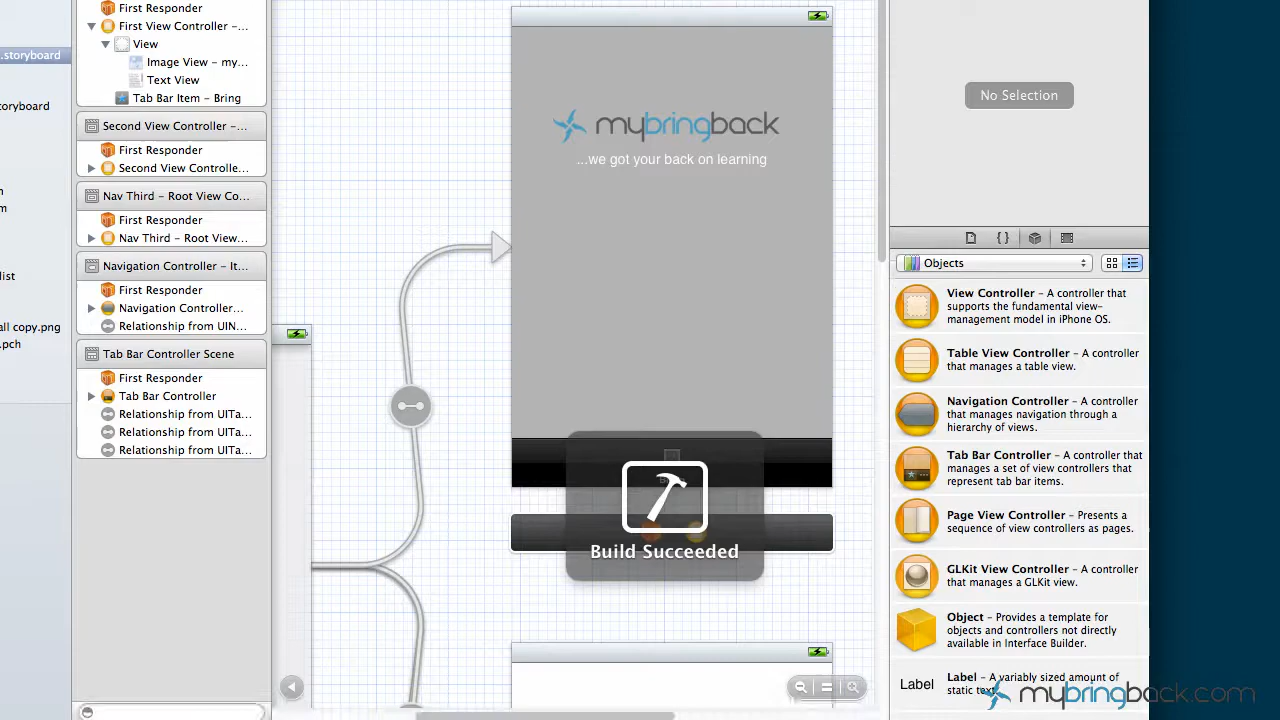 .storyboard
toryboard
n
m
list
all copy.png
.pch
First Responder
First View Controller –...
View
Image View – my...
Text View
Tab Bar Item – Bring
Second View Controller –...
First Responder
Second View Controlle...
Nav Third – Root View Co...
First Responder
Nav Third – Root View...
Navigation Controller – It...
First Responder
Navigation Controller...
Relationship from UIN...
Tab Bar Controller Scene
First Responder
Tab Bar Controller
Relationship from UITa...
Relationship from UITa...
Relationship from UITa...
mybringback
...we got your back on learning
Build Succeeded
No Selection
{ }
Objects
View Controller – A controller that
supports the fundamental view–
management model in iPhone OS.
Table View Controller – A controller
that manages a table view.
Navigation Controller – A controller
that manages navigation through a
hierarchy of views.
Tab Bar Controller – A controller that
manages a set of view controllers that
represent tab bar items.
Page View Controller – Presents a
sequence of view controllers as pages.
GLKit View Controller – A controller
that manages a GLKit view.
Object – Provides a template for
objects and controllers not directly
available in Interface Builder.
Label
Label – A variably sized amount of
static
mybringback.com